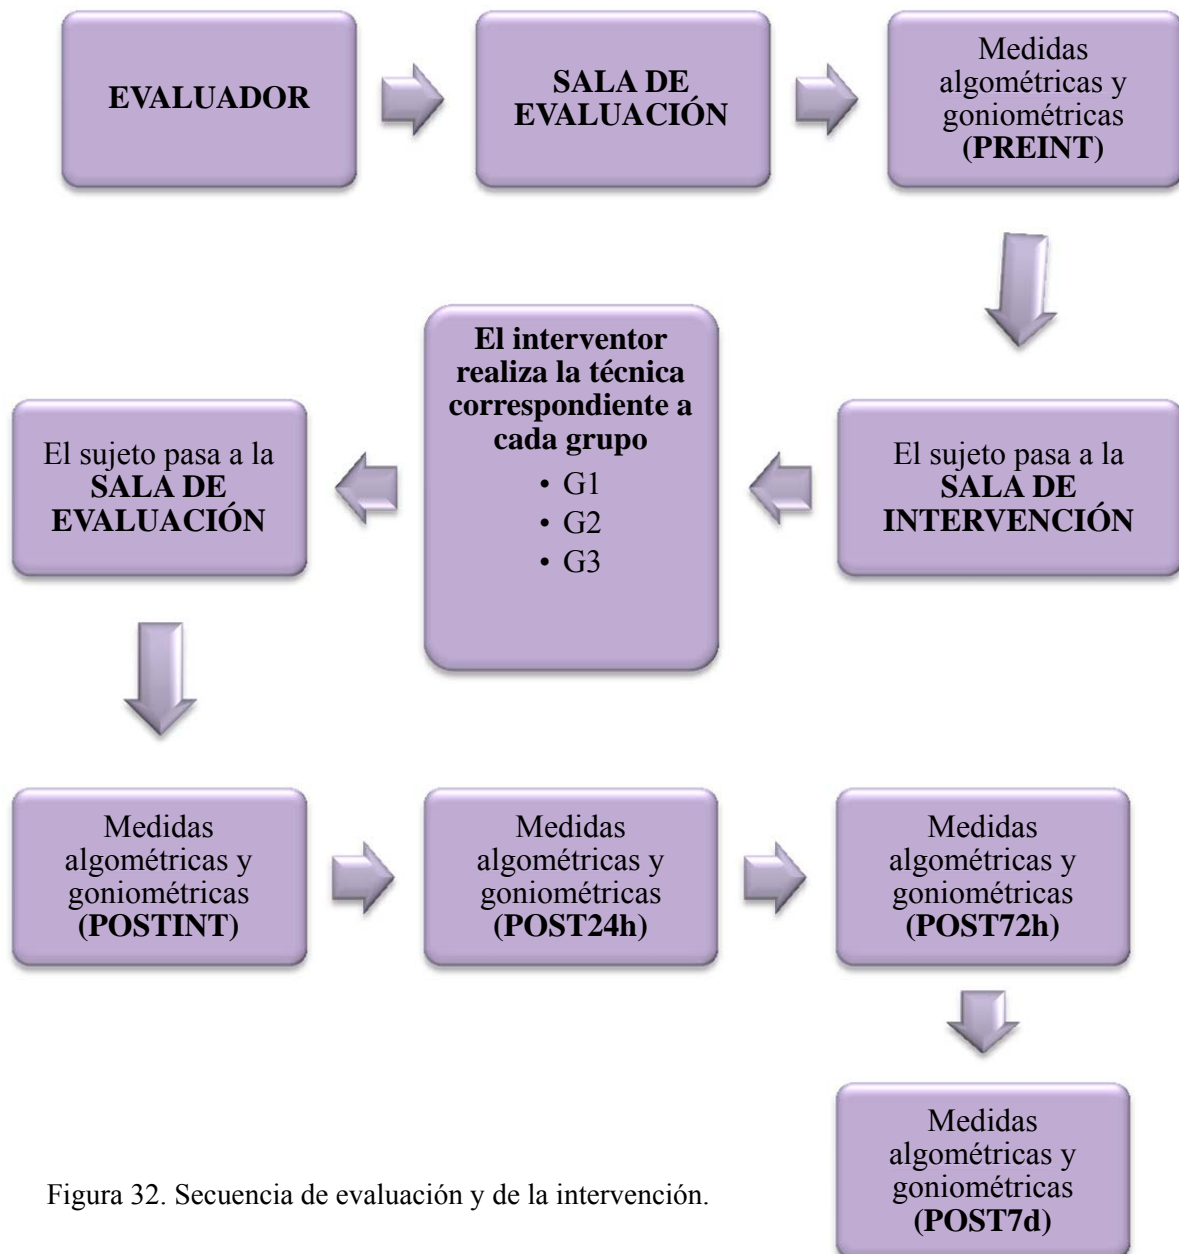 EVALUADOR
SALA DE
EVALUACIÓN
Medidas
algométricas y
goniométricas
(PREINT)
El sujeto pasa a la
SALA DE
INTERVENCIÓN
El interventor
realiza la técnica
correspondiente a
cada grupo
• G1
• G2
• G3
El sujeto pasa a la
SALA DE
EVALUACIÓN
Medidas
algométricas y
goniométricas
(POSTINT)
Medidas
algométricas y
goniométricas
(POST24h)
Medidas
algométricas y
goniométricas
(POST72h)
Medidas
algométricas y
goniométricas
(POST7d)
Figura 32. Secuencia de evaluación y de la intervención.